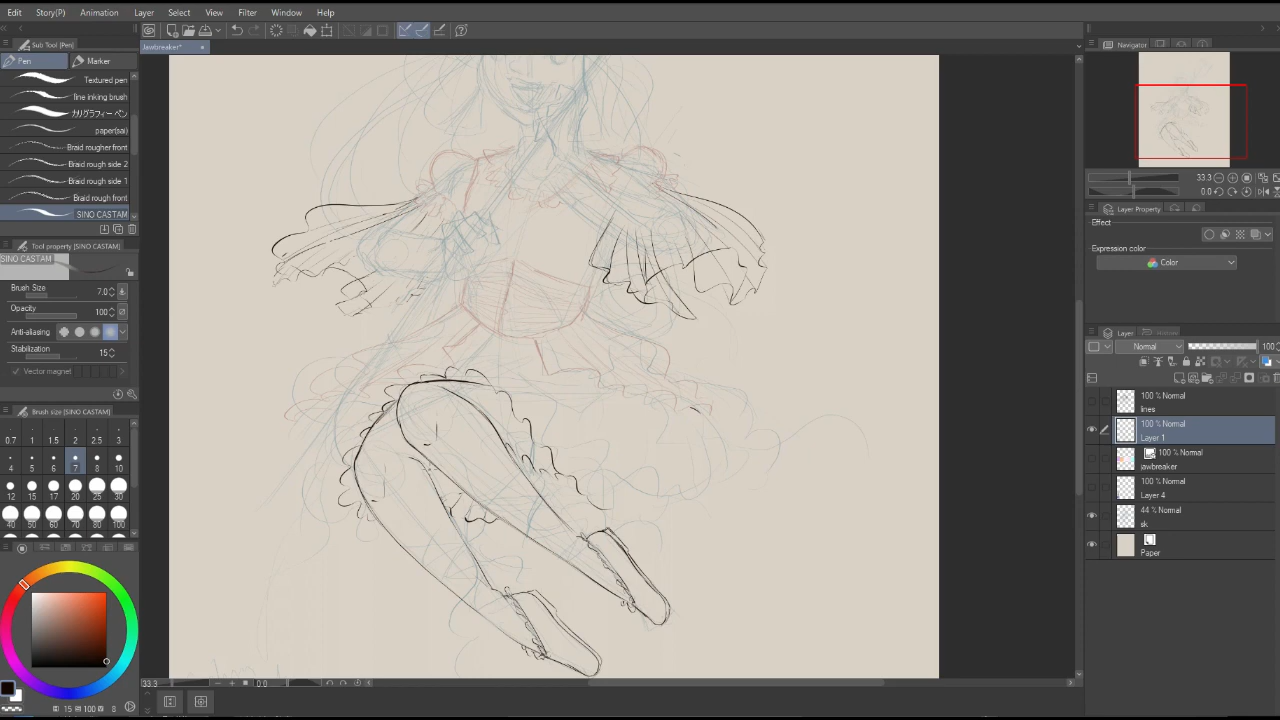 Edit Story(P) Animation Layer Select View Filter Window Help
Sub Tool [Pen]
Pen Marker
Textured pen
fine inking brush
カリグラフィー ペン
paper(sai)
Braid rougher front
Braid rough side 2
Braid rough side 1
Braid rough front
SINO CASTAM
Tool property [SINO CASTAM]
SINO CASTAM
Brush Size 7.0
Opacity 100
Anti-aliasing
Stabilization 15
Vector magnet
Brush size [SINO CASTAM]
0.7 1 1.5 2 2.5 3
4 5 6 7 8 10
12 15 17 20 25 30
40 50 60 70 80 100
15 100 8
Jawbreaker*
33.3 0.0
Navigator
33.3
0.0
Layer Property
Effect
Expression color
Color
Layer
Normal 100
100 % Normal
lines
100 % Normal
Layer 1
100 % Normal
jawbreaker
100 % Normal
Layer 4
44 % Normal
sk
Paper